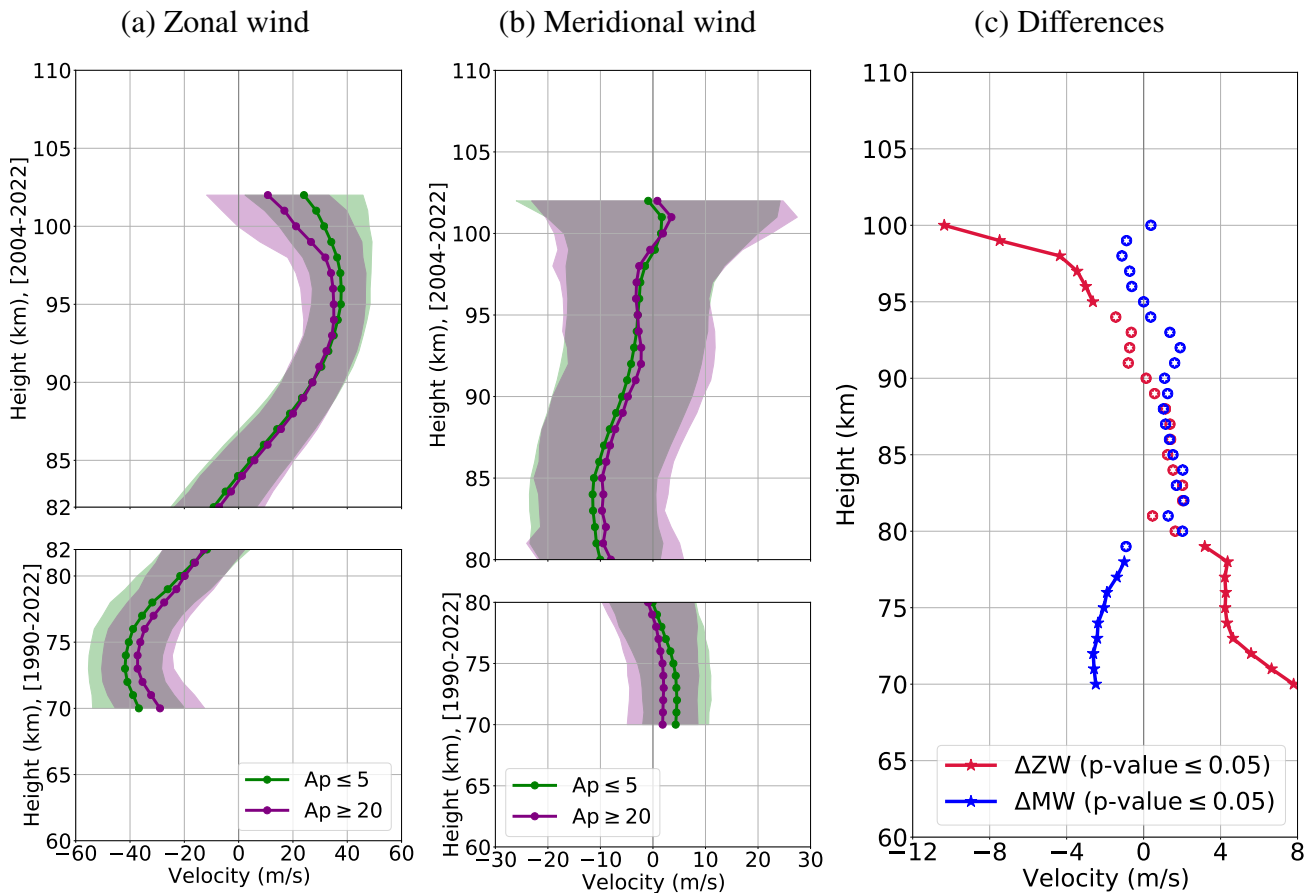 (a) Zonal wind
(b) Meridional wind
(c) Differences
110
105
100
95
90
85
82
Height (km), [2004-2022]
82
80
75
70
65
60
Height (km), [1990-2022]
Ap ≤ 5
Ap ≥ 20
−60 −40 −20 0 20 40 60
Velocity (m/s)
110
105
100
95
90
85
80
Height (km), [2004-2022]
80
75
70
65
60
Height (km), [1990-2022]
Ap ≤ 5
Ap ≥ 20
−30 −20 −10 0 10 20 30
Velocity (m/s)
110
105
100
95
90
85
80
75
70
65
60
Height (km)
ΔZW (p-value ≤ 0.05)
ΔMW (p-value ≤ 0.05)
−12 −8 −4 0 4 8
Velocity (m/s)